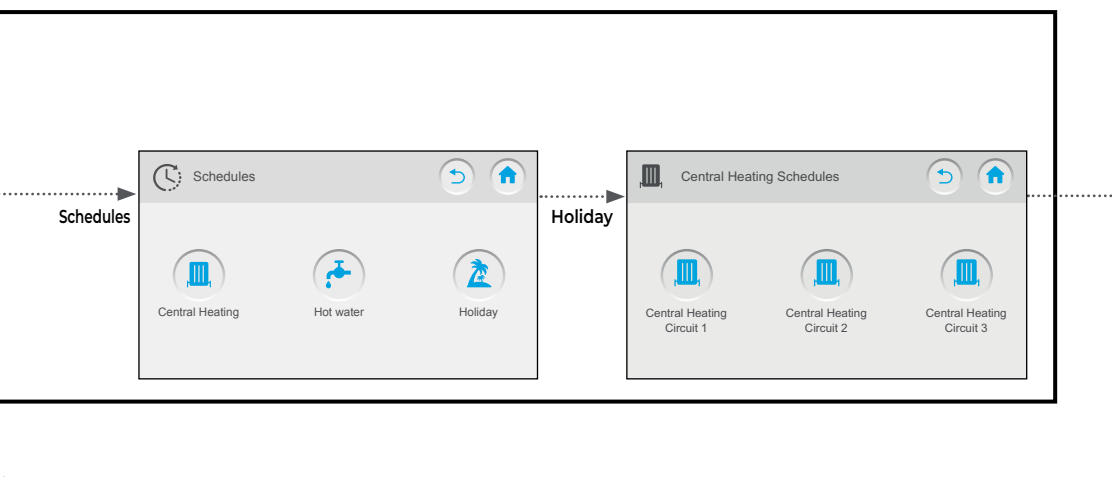 Schedules
Schedules
Central Heating
Hot water
Holiday
Holiday
Central Heating Schedules
Central Heating
Circuit 1
Central Heating
Circuit 2
Central Heating
Circuit 3